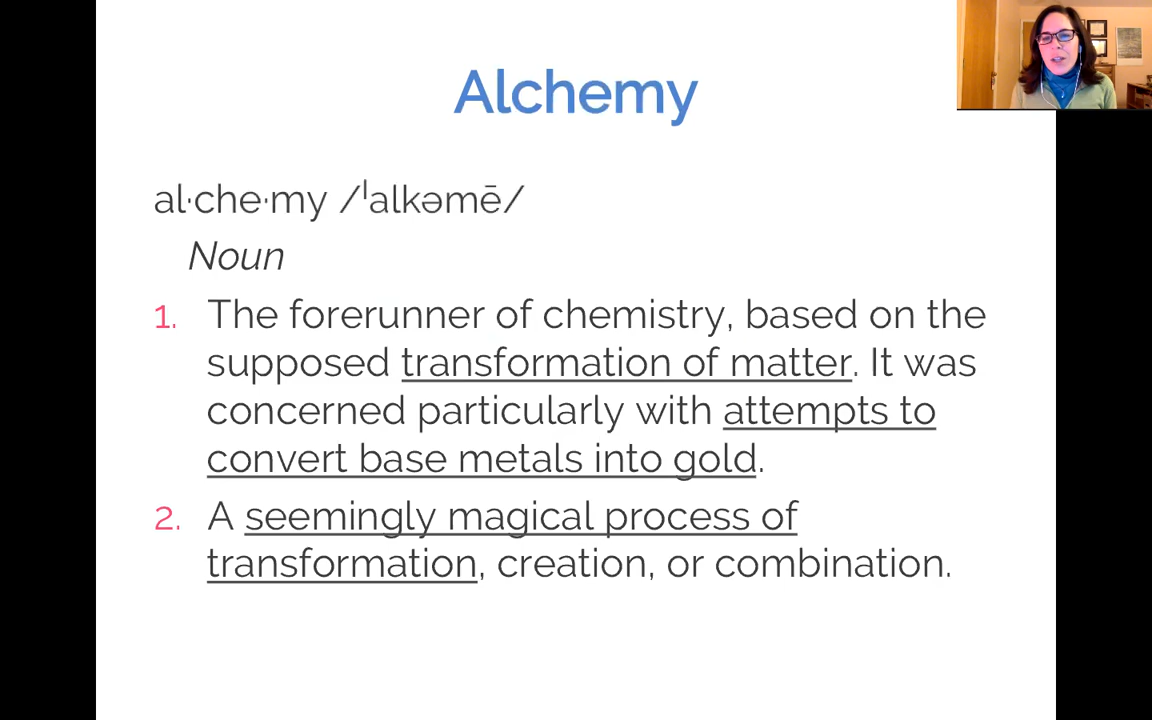 Alchemy
al·che·my /ˈalkəmē/
Noun
1. The forerunner of chemistry, based on the
supposed transformation of matter. It was
concerned particularly with attempts to
convert base metals into gold.
2. A seemingly magical process of
transformation, creation, or combination.